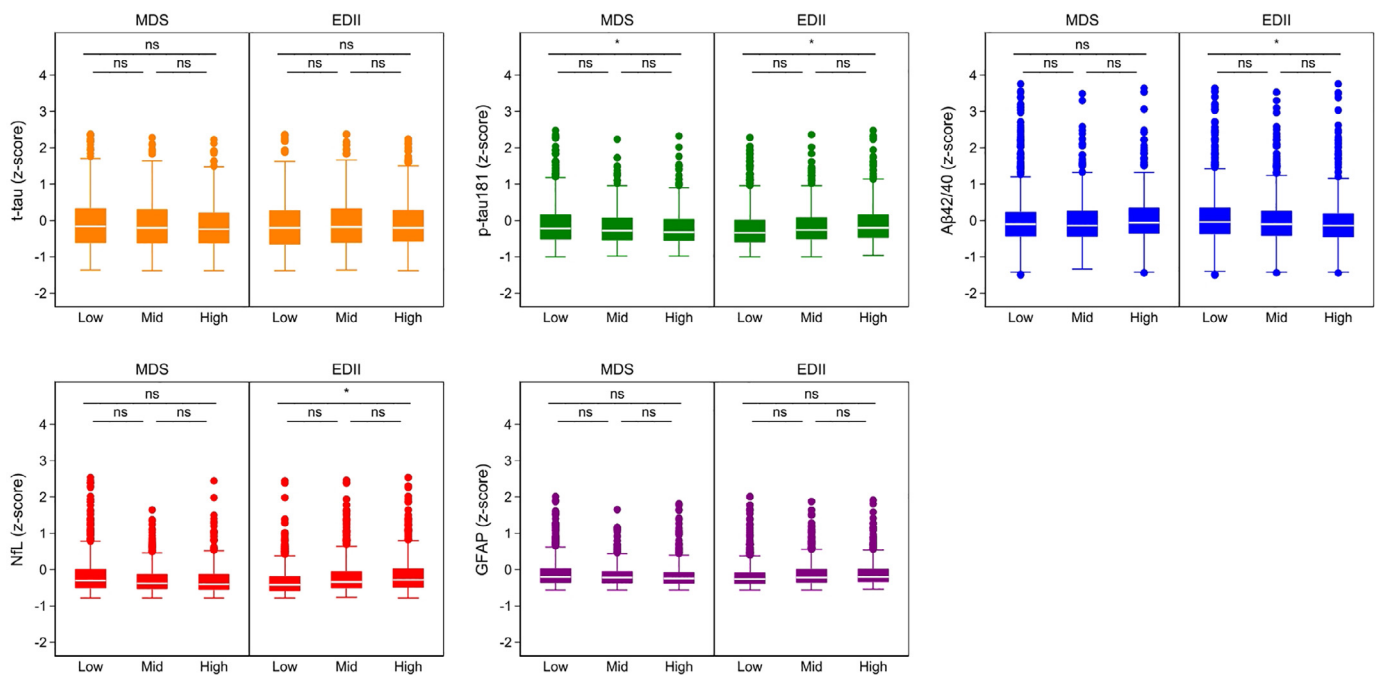 MDS EDII
ns ns
ns ns ns ns
t-tau (z-score)
4
3
2
1
0
-1
-2
Low Mid High Low Mid High
MDS EDII
* *
ns ns ns ns
p-tau181 (z-score)
4
3
2
1
0
-1
-2
Low Mid High Low Mid High
MDS EDII
ns *
ns ns ns ns
Aβ42/40 (z-score)
4
3
2
1
0
-1
-2
Low Mid High Low Mid High
MDS EDII
ns *
ns ns ns ns
NfL (z-score)
4
3
2
1
0
-1
-2
Low Mid High Low Mid High
MDS EDII
ns ns
ns ns ns ns
GFAP (z-score)
4
3
2
1
0
-1
-2
Low Mid High Low Mid High